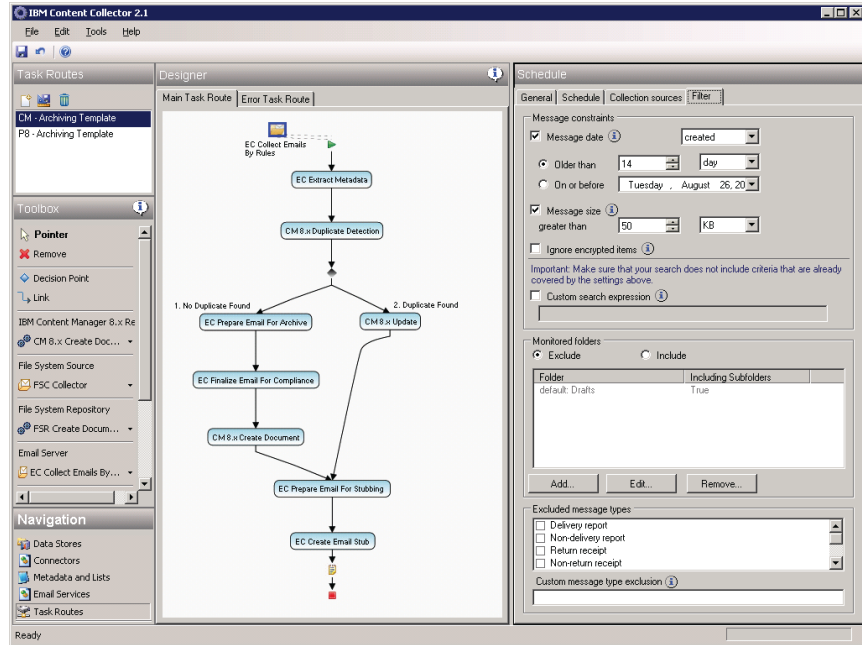 IBM Content Collector 2.1
File Edit Tools Help
Task Routes
CM - Archiving Template
P8 - Archiving Template
Toolbox
Pointer
Remove
Decision Point
Link
IBM Content Manager 8.x Re
CM 8.x Create Doc...
File System Source
FSC Collector
File System Repository
FSR Create Docum...
Email Server
EC Collect Emails By...
Navigation
Data Stores
Connectors
Metadata and Lists
Email Services
Task Routes
Designer
Main Task Route Error Task Route
EC Collect Emails
By Rules
EC Extract Metadata
CM 8.x Duplicate Detection
1. No Duplicate Found
2. Duplicate Found
EC Prepare Email For Archive
CM 8.x Update
EC Finalize Email For Compliance
CM 8.x Create Document
EC Prepare Email For Stubbing
EC Create Email Stub
Schedule
General Schedule Collection sources Filter
Message constraints
Message date created
Older than 14 day
On or before Tuesday , August 26, 20
Message size
greater than 50 KB
Ignore encrypted items
Important: Make sure that your search does not include criteria that are already
covered by the settings above.
Custom search expression
Monitored folders
Exclude Include
Folder Including Subfolders
default: Drafts True
Add... Edit... Remove...
Excluded message types
Delivery report
Non-delivery report
Return receipt
Non-return receipt
Custom message type exclusion
Ready